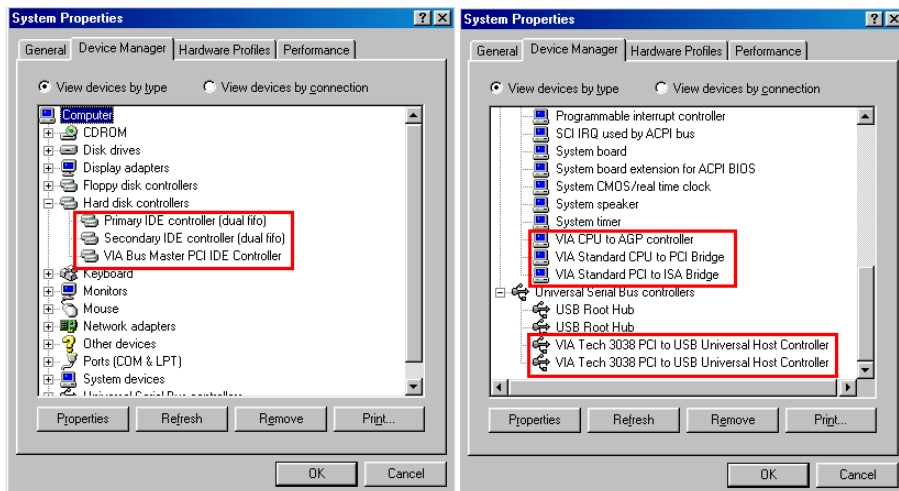 System Properties
General Device Manager Hardware Profiles Performance
View devices by type View devices by connection
Computer
CDROM
Disk drives
Display adapters
Floppy disk controllers
Hard disk controllers
Primary IDE controller (dual fifo)
Secondary IDE controller (dual fifo)
VIA Bus Master PCI IDE Controller
Keyboard
Monitors
Mouse
Network adapters
Other devices
Ports (COM & LPT)
System devices
Universal Serial Bus controllers
Properties Refresh Remove Print...
OK Cancel
System Properties
General Device Manager Hardware Profiles Performance
View devices by type View devices by connection
Programmable interrupt controller
SCI IRQ used by ACPI bus
System board
System board extension for ACPI BIOS
System CMOS/real time clock
System speaker
System timer
VIA CPU to AGP controller
VIA Standard CPU to PCI Bridge
VIA Standard PCI to ISA Bridge
Universal Serial Bus controllers
USB Root Hub
USB Root Hub
VIA Tech 3038 PCI to USB Universal Host Controller
VIA Tech 3038 PCI to USB Universal Host Controller
Properties Refresh Remove Print...
OK Cancel